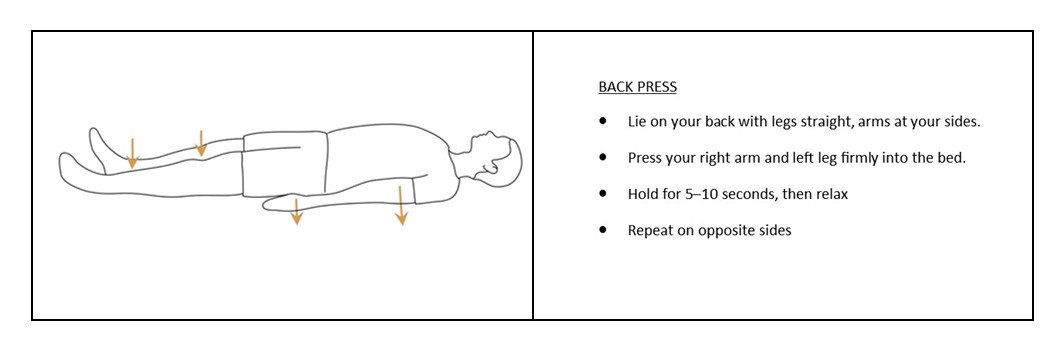 BACK PRESS
• Lie on your back with legs straight, arms at your sides.
• Press your right arm and left leg firmly into the bed.
• Hold for 5–10 seconds, then relax
• Repeat on opposite sides